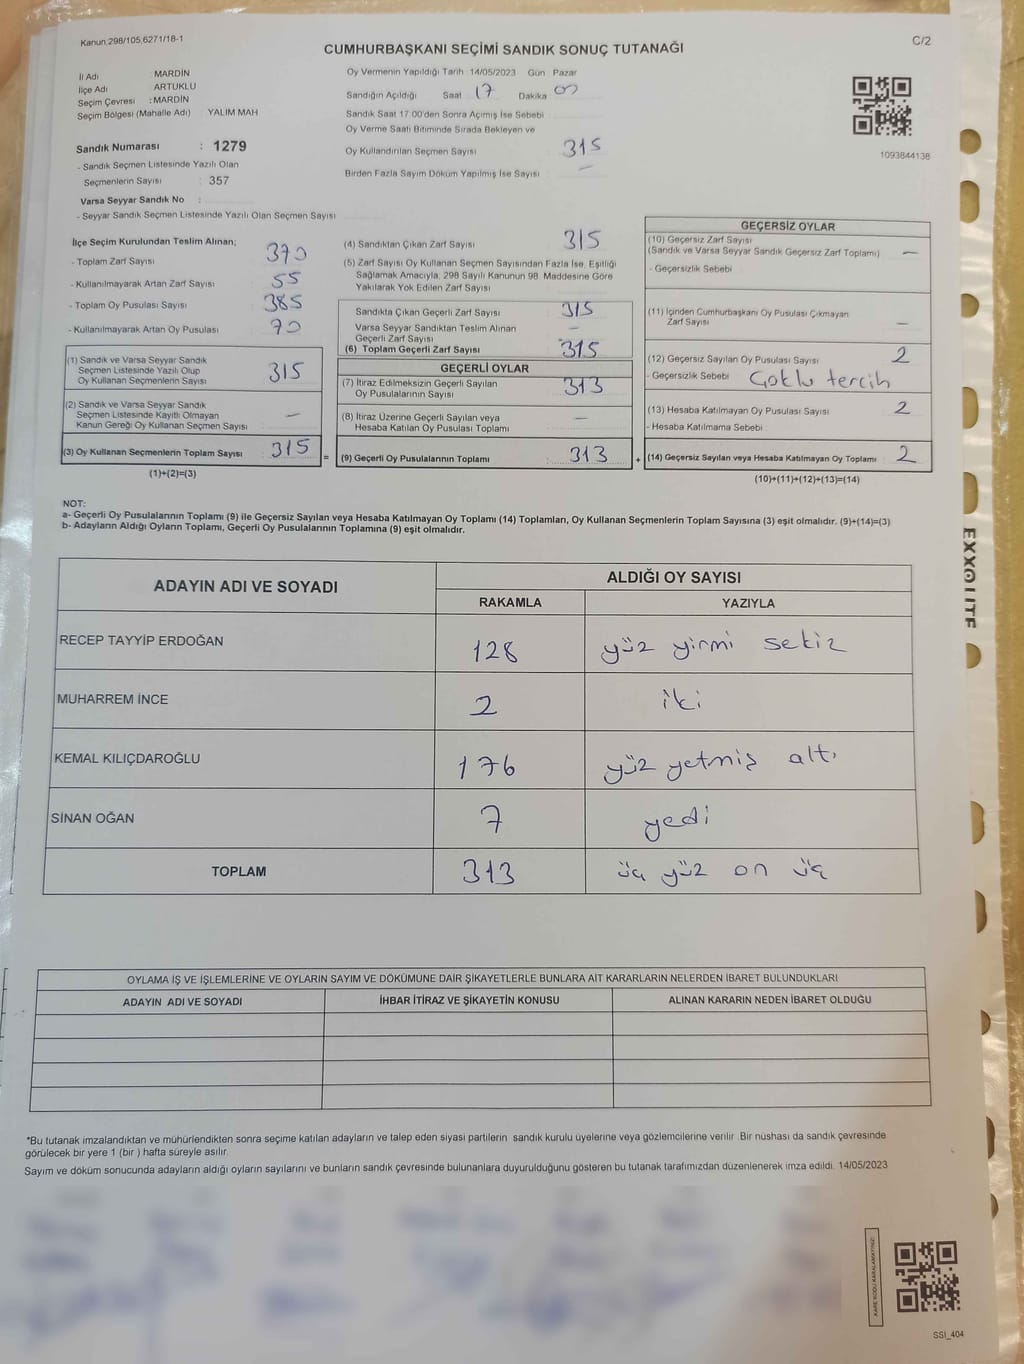 Kanun 298/105,6271/18-1
C/2
CUMHURBAŞKANI SEÇİMİ SANDIK SONUÇ TUTANAĞI
İl Adı : MARDİN
İlçe Adı : ARTUKLU
Seçim Çevresi : MARDİN
Seçim Bölgesi (Mahalle Adı) YALIM MAH
Sandık Numarası : 1279
- Sandık Seçmen Listesinde Yazılı Olan
Seçmenlerin Sayısı : 357
Varsa Seyyar Sandık No :
- Seyyar Sandık Seçmen Listesinde Yazılı Olan Seçmen Sayısı
Oy Vermenin Yapıldığı Tarih :14/05/2023 Gün : Pazar
Sandığın Açıldığı Saat 17 Dakika 00
Sandık Saat 17:00'den Sonra Açımış İse Sebebi :
Oy Verme Saati Bitiminde Sırada Bekleyen ve
Oy Kullandırılan Seçmen Sayısı : 315
Birden Fazla Sayım Döküm Yapılmış İse Sayısı : —
1093844138
İlçe Seçim Kurulundan Teslim Alınan;
- Toplam Zarf Sayısı : 370
- Kullanılmayarak Artan Zarf Sayısı : 55
- Toplam Oy Pusulası Sayısı : 385
- Kullanılmayarak Artan Oy Pusulası : 70
(1) Sandık ve Varsa Seyyar Sandık
Seçmen Listesinde Yazılı Olup
Oy Kullanan Seçmenlerin Sayısı : 315
(2) Sandık ve Varsa Seyyar Sandık
Seçmen Listesinde Kayıtlı Olmayan
Kanun Gereği Oy Kullanan Seçmen Sayısı —
(3) Oy Kullanan Seçmenlerin Toplam Sayısı : 315
(1)+(2)=(3)
=
(4) Sandıktan Çıkan Zarf Sayısı : 315
(5) Zarf Sayısı Oy Kullanan Seçmen Sayısından Fazla İse, Eşitliği
Sağlamak Amacıyla, 298 Sayılı Kanunun 98. Maddesine Göre
Yakılarak Yok Edilen Zarf Sayısı
Sandıkta Çıkan Geçerli Zarf Sayısı : 315
Varsa Seyyar Sandıktan Teslim Alınan
Geçerli Zarf Sayısı : —
(6) Toplam Geçerli Zarf Sayısı : 315
GEÇERLİ OYLAR
(7) İtiraz Edilmeksizin Geçerli Sayılan
Oy Pusulalarının Sayısı : 313
(8) İtiraz Üzerine Geçerli Sayılan veya
Hesaba Katılan Oy Pusulası Toplamı : —
(9) Geçerli Oy Pusulalarının Toplamı : 313
+
GEÇERSİZ OYLAR
(10) Geçersiz Zarf Sayısı
(Sandık ve Varsa Seyyar Sandık Geçersiz Zarf Toplamı) —
- Geçersizlik Sebebi
(11) İçinden Cumhurbaşkanı Oy Pusulası Çıkmayan
Zarf Sayısı : —
(12) Geçersiz Sayılan Oy Pusulası Sayısı : 2
- Geçersizlik Sebebi Çoklu tercih
(13) Hesaba Katılmayan Oy Pusulası Sayısı : 2
- Hesaba Katılmama Sebebi :
(14) Geçersiz Sayılan veya Hesaba Katılmayan Oy Toplamı : 2
(10)+(11)+(12)+(13)=(14)
NOT:
a- Geçerli Oy Pusulalarının Toplamı (9) ile Geçersiz Sayılan veya Hesaba Katılmayan Oy Toplamı (14) Toplamları, Oy Kullanan Seçmenlerin Toplam Sayısına (3) eşit olmalıdır. (9)+(14)=(3)
b- Adayların Aldığı Oyların Toplamı, Geçerli Oy Pusulalarının Toplamına (9) eşit olmalıdır.
ADAYIN ADI VE SOYADI
ALDIĞI OY SAYISI
RAKAMLA YAZIYLA
RECEP TAYYİP ERDOĞAN 128 yüz yirmi sekiz
MUHARREM İNCE 2 iki
KEMAL KILIÇDAROĞLU 176 yüz yetmiş altı
SİNAN OĞAN 7 yedi
TOPLAM 313 üç yüz on üç
OYLAMA İŞ VE İŞLEMLERİNE VE OYLARIN SAYIM VE DÖKÜMÜNE DAİR ŞİKAYETLERLE BUNLARA AİT KARARLARIN NELERDEN İBARET BULUNDUKLARI
ADAYIN ADI VE SOYADI İHBAR İTİRAZ VE ŞİKAYETİN KONUSU ALINAN KARARIN NEDEN İBARET OLDUĞU
*Bu tutanak imzalandıktan ve mühürlendikten sonra seçime katılan adayların ve talep eden siyasi partilerin sandık kurulu üyelerine veya gözlemcilerine verilir. Bir nüshası da sandık çevresinde
görülecek bir yere 1 (bir ) hafta süreyle asılır.
Sayım ve döküm sonucunda adayların aldığı oyların sayılarını ve bunların sandık çevresinde bulunanlara duyurulduğunu gösteren bu tutanak tarafımızdan düzenlenerek imza edildi. 14/05/2023
KARE KODU KARALAMAYINIZ!
SSİ_404
EXXOLITE